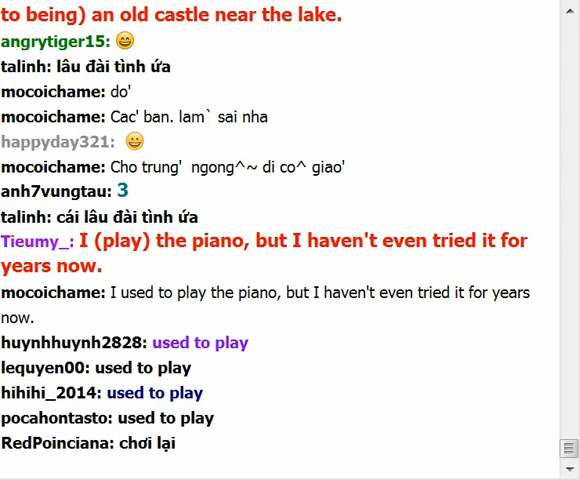 to being) an old castle near the lake.
angrytiger15: 😄
talinh: lâu đài tình ứa
mocoichame: do'
mocoichame: Cac' ban. lam` sai nha
happyday321: 😀
mocoichame: Cho trung' ngong^~ di co^ giao'
anh7vungtau: 3
talinh: cái lâu đài tình ứa
Tieumy_: I (play) the piano, but I haven't even tried it for
years now.
mocoichame: I used to play the piano, but I haven't even tried it for years
now.
huynhhuynh2828: used to play
lequyen00: used to play
hihihi_2014: used to play
pocahontasto: used to play
RedPoinciana: chơi lại